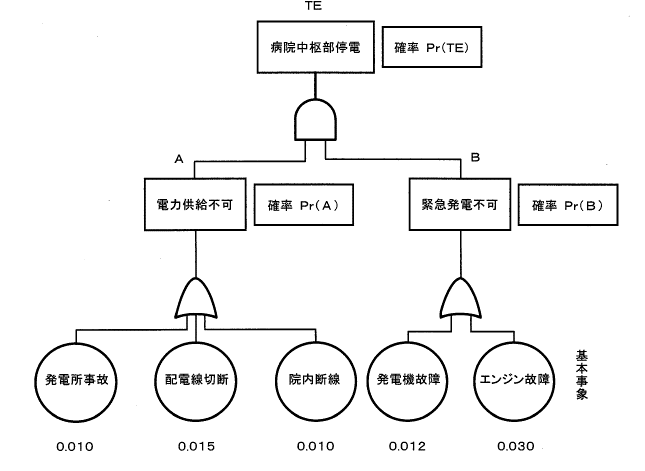 TE
病院中枢部停電
確率 Pr(TE)
A
B
電力供給不可
確率 Pr(A)
緊急発電不可
確率 Pr(B)
発電所事故
配電線切断
院内断線
発電機故障
エンジン故障
基本事象
0.010
0.015
0.010
0.012
0.030